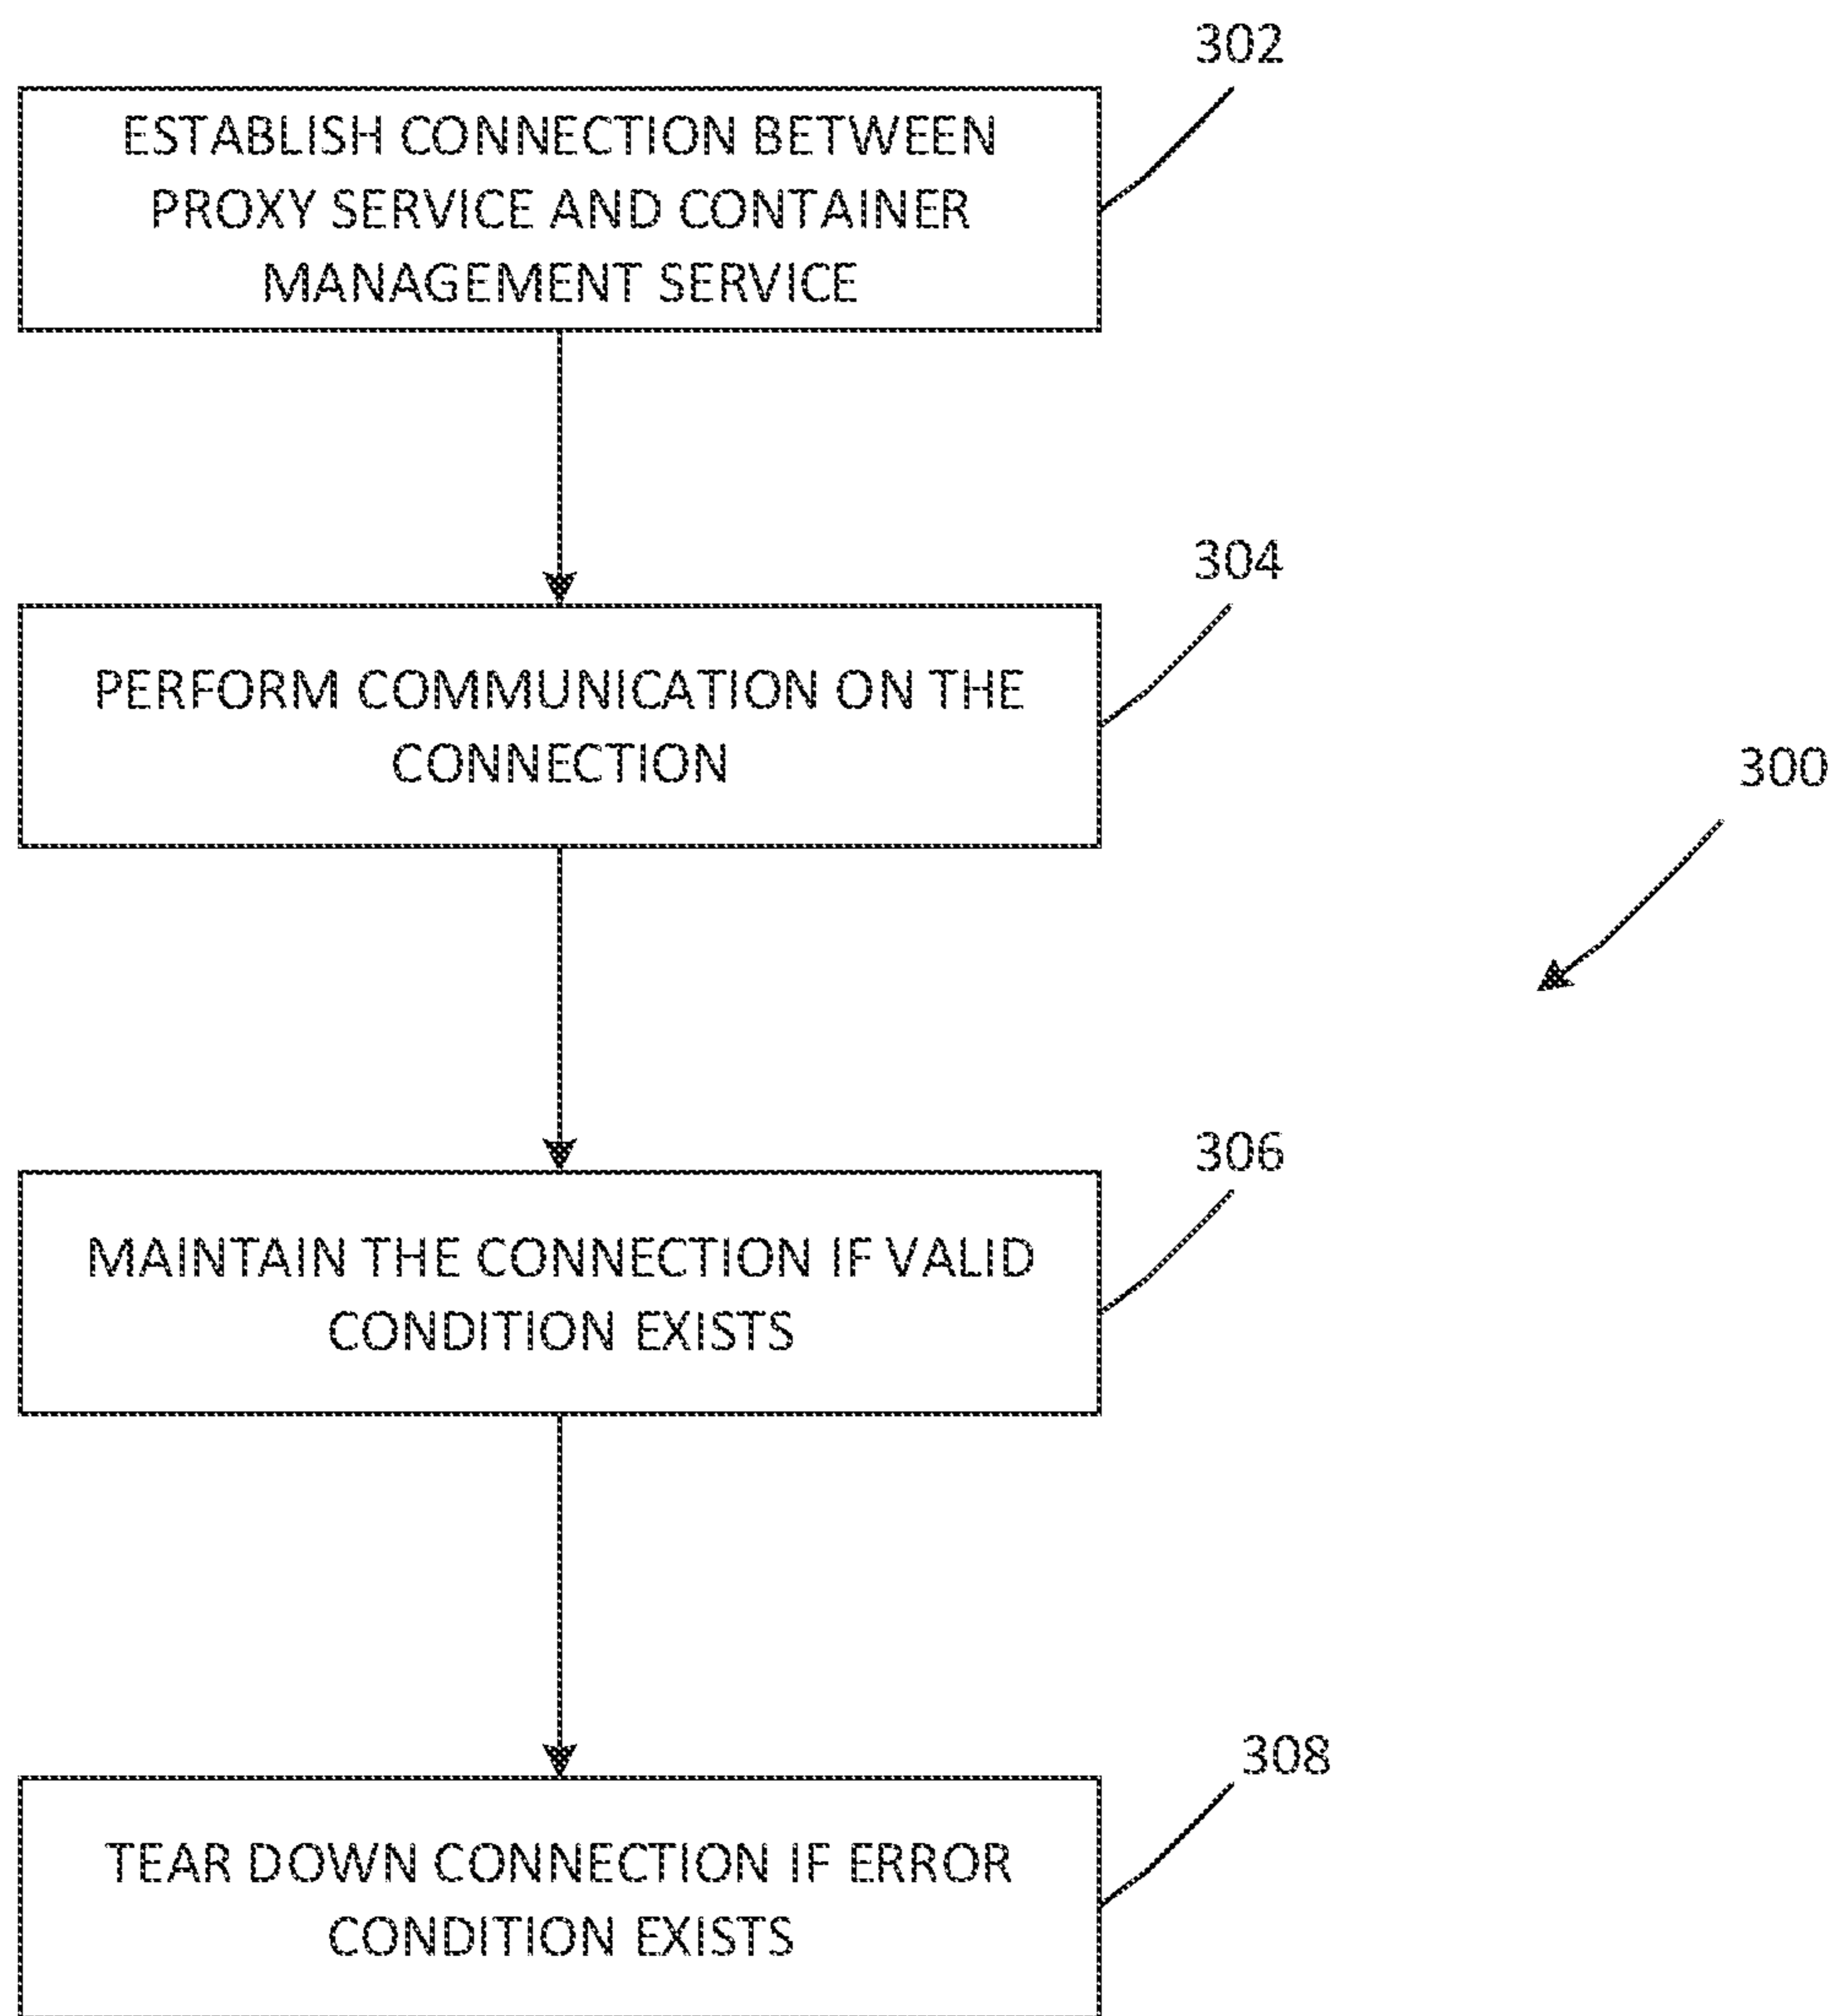 302
ESTABLISH CONNECTION BETWEEN
PROXY SERVICE AND CONTAINER
MANAGEMENT SERVICE
304
PERFORM COMMUNICATION ON THE
CONNECTION
300
306
MAINTAIN THE CONNECTION IF VALID
CONDITION EXISTS
308
TEAR DOWN CONNECTION IF ERROR
CONDITION EXISTS